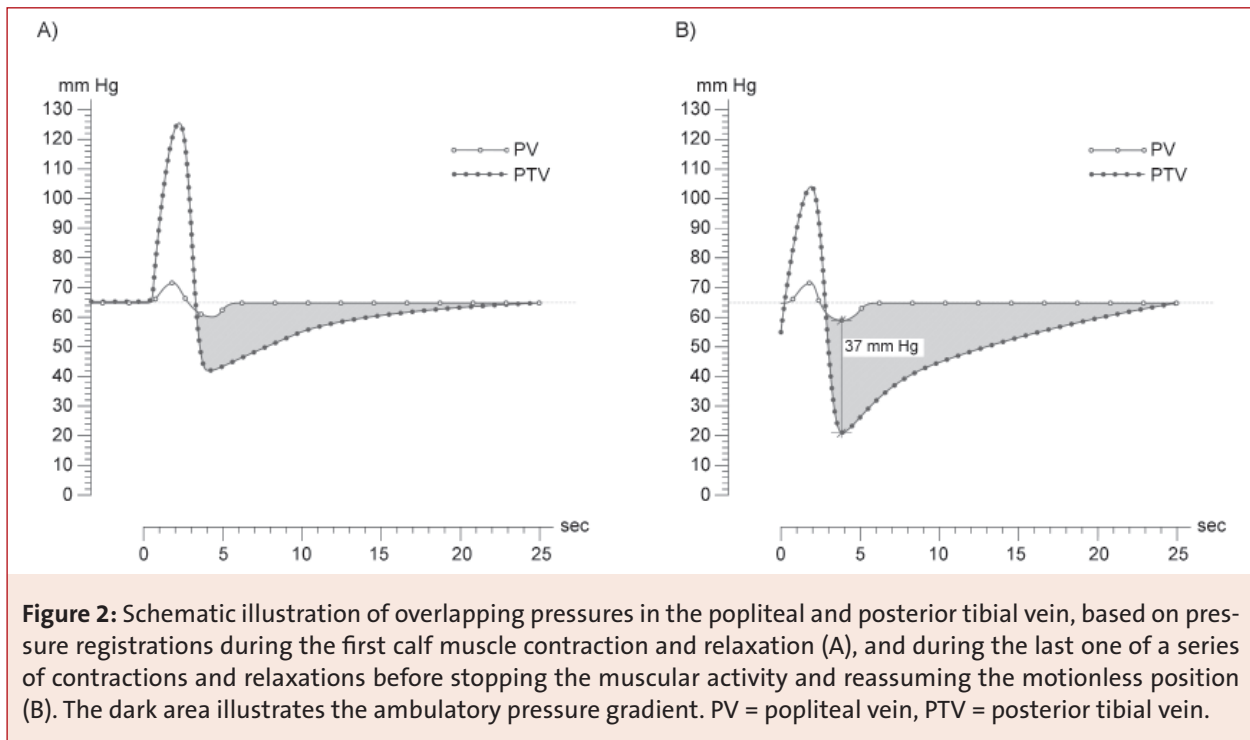 A)
mm Hg
130
120
110
100
90
80
70
60
50
40
30
20
10
0
PV
PTV
0 5 10 15 20 25
sec
B)
mm Hg
130
120
110
100
90
80
70
60
50
40
30
20
10
0
PV
PTV
37 mm Hg
0 5 10 15 20 25
sec
Figure 2: Schematic illustration of overlapping pressures in the popliteal and posterior tibial vein, based on pres-
sure registrations during the first calf muscle contraction and relaxation (A), and during the last one of a series
of contractions and relaxations before stopping the muscular activity and reassuming the motionless position
(B). The dark area illustrates the ambulatory pressure gradient. PV = popliteal vein, PTV = posterior tibial vein.